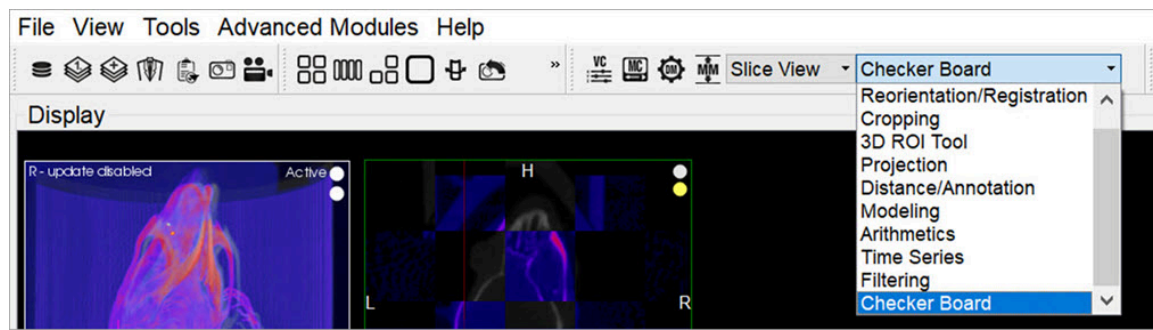 File View Tools Advanced Modules Help
VC MC DM MM Slice View Checker Board
Reorientation/Registration
Cropping
3D ROI Tool
Projection
Distance/Annotation
Modeling
Arithmetics
Time Series
Filtering
Checker Board
Display
R - update disabled Active
H
L R